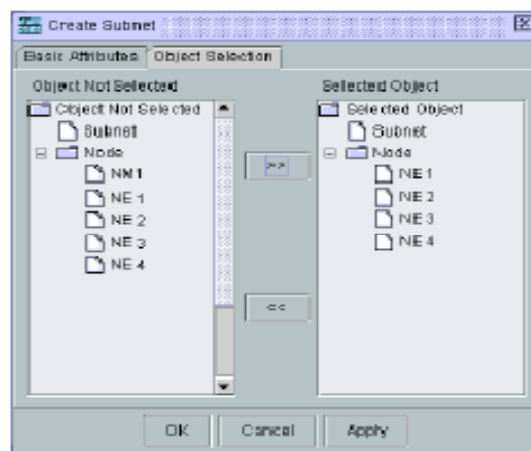 Create Subnet
Basic Attributes
Object Selection
Object Not Selected
Object Not Selected
Subnet
Node
NM1
NE 1
NE 2
NE 3
NE 4
>>
<<
Selected Object
Selected Object
Subnet
Node
NE 1
NE 2
NE 3
NE 4
OK
Cancel
Apply